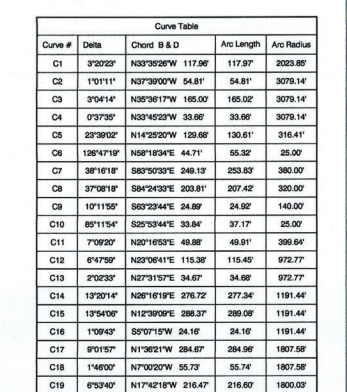 Curve Table
Curve # Delta Chord B & D Arc Length Arc Radius
C1 3°20'23" N33°35'26"W 117.96' 117.97' 2023.85'
C2 1°01'11" N37°39'00"W 54.81' 54.81' 3079.14'
C3 3°04'14" N35°36'17"W 165.00' 165.02' 3079.14'
C4 0°37'35" N33°45'23"W 33.66' 33.66' 3079.14'
C5 23°39'02" N14°25'20"W 129.68' 130.61' 316.41'
C6 126°47'19" N58°18'34"E 44.71' 55.32' 25.00'
C7 38°16'18" S83°50'33"E 249.13' 253.83' 380.00'
C8 37°08'18" S84°24'33"E 203.81' 207.42' 320.00'
C9 10°11'55" S63°23'44"E 24.89' 24.92' 140.00'
C10 85°11'54" S25°53'44"E 33.84' 37.17' 25.00'
C11 7°09'20" N20°16'53"E 49.88' 49.91' 399.64'
C12 6°47'59" N23°06'41"E 115.38' 115.45' 972.77'
C13 2°02'33" N27°31'57"E 34.67' 34.68' 972.77'
C14 13°20'14" N26°16'19"E 276.72' 277.34' 1191.44'
C15 13°54'06" N12°39'09"E 288.37' 289.08' 1191.44'
C16 1°09'43" S5°07'15"W 24.16' 24.16' 1191.44'
C17 9°01'57" N1°36'21"W 284.67' 284.96' 1807.58'
C18 1°46'00" N7°00'20"W 55.73' 55.74' 1807.58'
C19 6°53'40" N17°42'18"W 216.47' 216.60' 1800.03'